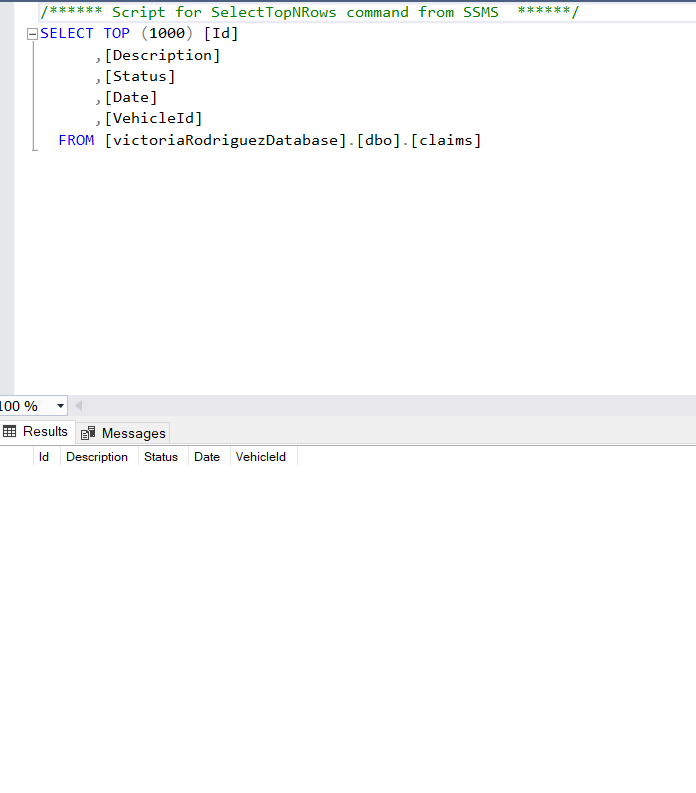 /****** Script for SelectTopNRows command from SSMS  ******/
SELECT TOP (1000) [Id]
      ,[Description]
      ,[Status]
      ,[Date]
      ,[VehicleId]
  FROM [victoriaRodriguezDatabase].[dbo].[claims]
100 %
Results Messages
Id Description Status Date VehicleId